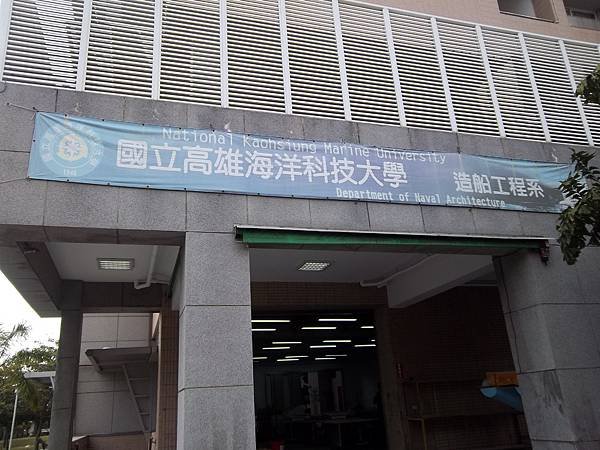 National Kaohsiung Marine University
國立高雄海洋科技大學
造船工程系
Department of Naval Architecture
1946